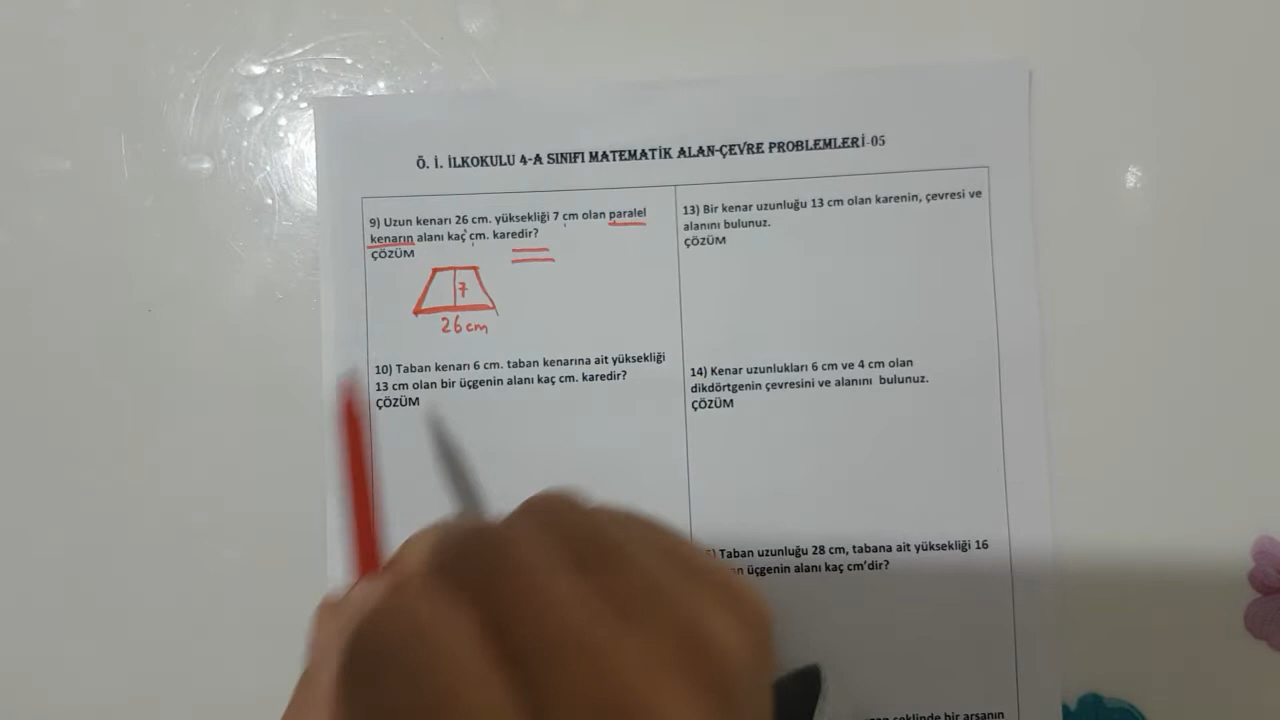 Ö. İ. İLKOKULU 4-A SINIFI MATEMATİK ALAN-ÇEVRE PROBLEMLERİ-05
9) Uzun kenarı 26 cm. yüksekliği 7 cm olan paralel
kenarın alanı kaç cm. karedir?
ÇÖZÜM
7
26 cm
10) Taban kenarı 6 cm. taban kenarına ait yüksekliği
13 cm olan bir üçgenin alanı kaç cm. karedir?
ÇÖZÜM
13) Bir kenar uzunluğu 13 cm olan karenin, çevresi ve
alanını bulunuz.
ÇÖZÜM
14) Kenar uzunlukları 6 cm ve 4 cm olan
dikdörtgenin çevresini ve alanını bulunuz.
ÇÖZÜM
Taban uzunluğu 28 cm, tabana ait yüksekliği 16
üçgenin alanı kaç cm'dir?
şeklinde bir arsanın